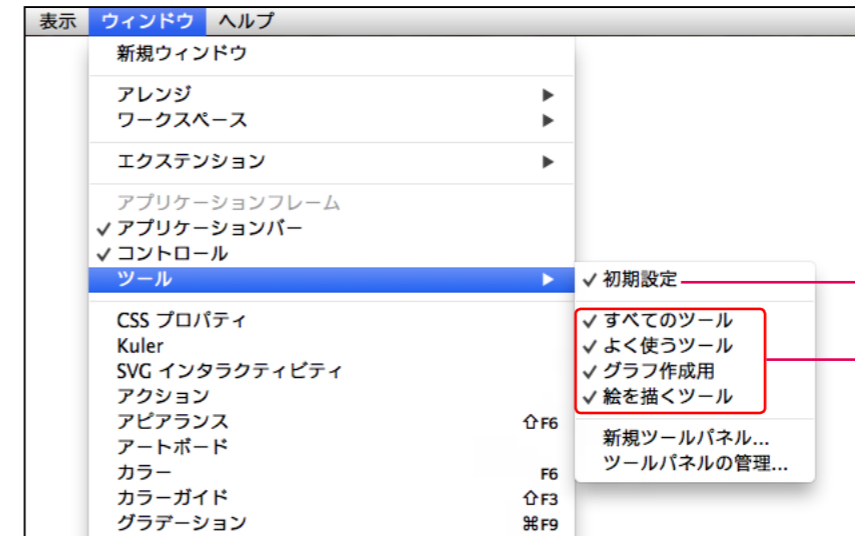 表示 ウィンドウ ヘルプ
新規ウィンドウ
アレンジ ▶
ワークスペース ▶
エクステンション ▶
アプリケーションフレーム
✓ アプリケーションバー
✓ コントロール
ツール ▶
✓ 初期設定
✓ すべてのツール
✓ よく使うツール
✓ グラフ作成用
✓ 絵を描くツール
新規ツールパネル...
ツールパネルの管理...
CSS プロパティ
Kuler
SVG インタラクティビティ
アクション
アピアランス ⇧F6
アートボード
カラー F6
カラーガイド ⇧F3
グラデーション ⌘F9